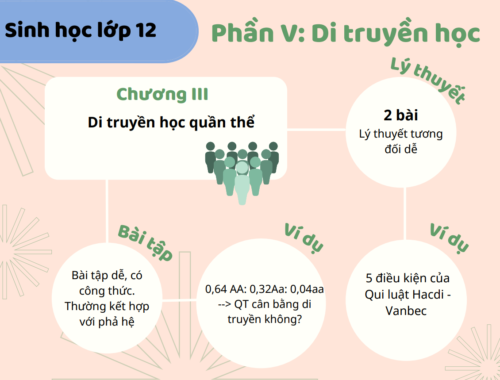 Sinh học lớp 12
Phần V: Di truyền học
Chương III
Di truyền học quần thể
Lý thuyết
2 bài
Lý thuyết tương
đối dễ
Bài tập
Bài tập dễ, có
công thức.
Thường kết hợp
với phả hệ
Ví dụ
0,64 AA: 0,32Aa: 0,04aa
--> QT cân bằng di
truyền không?
Ví dụ
5 điều kiện của
Qui luật Hacdi -
Vanbec